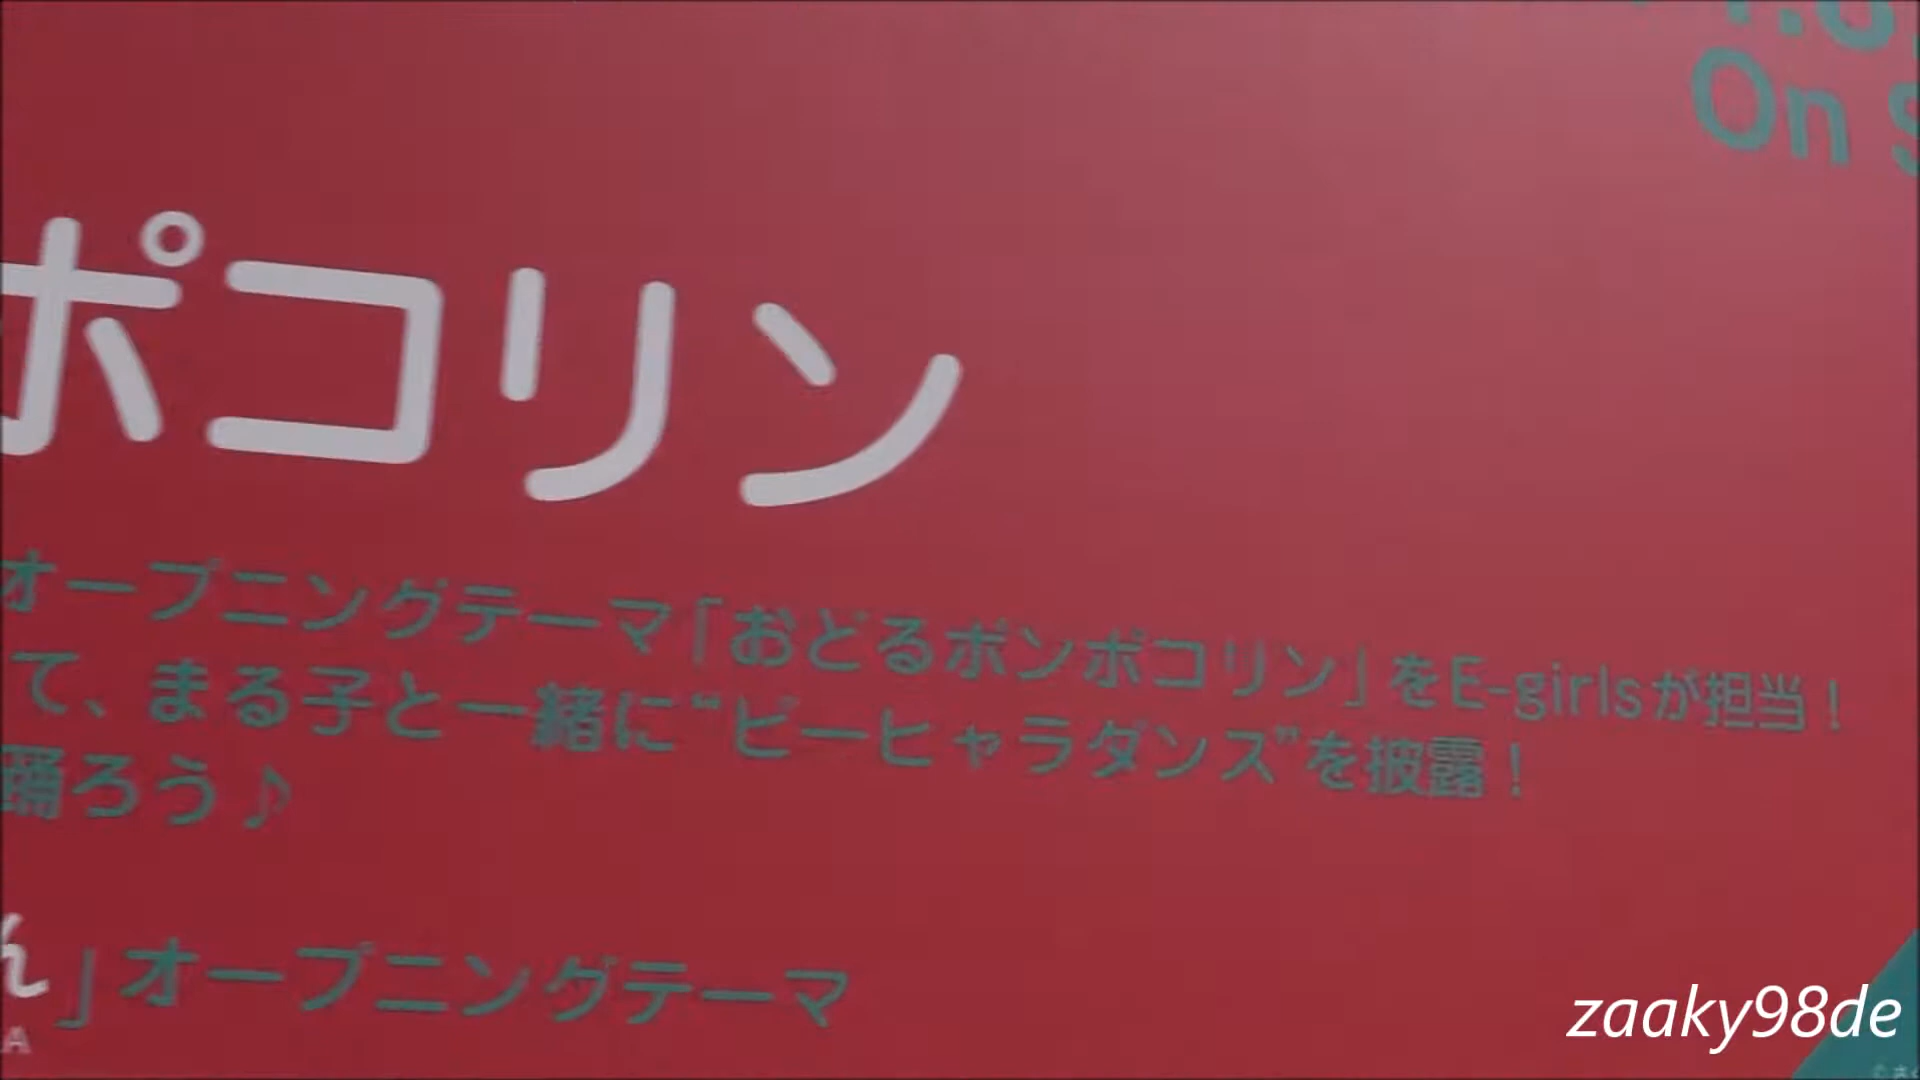 On
ポコリン
オープニングテーマ「おどるポンポコリン」をE-girlsが担当！
て、まる子と一緒に“ピーヒャラダンス”を披露！
踊ろう♪
ん」オープニングテーマ
A
zaaky98de